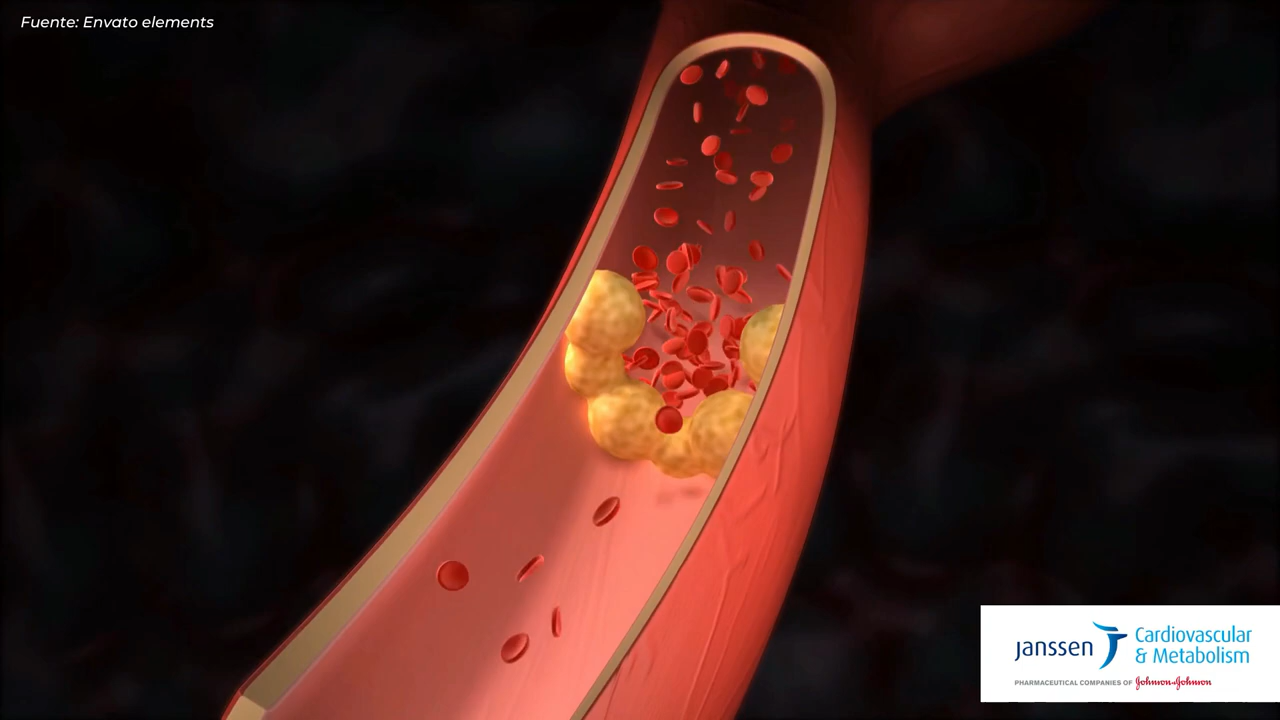 Fuente: Envato elements
janssen
Cardiovascular
& Metabolism
PHARMACEUTICAL COMPANIES OF Johnson & Johnson